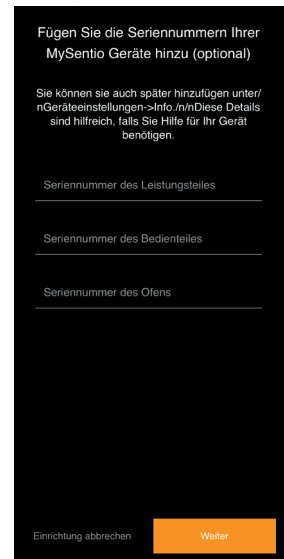 Fügen Sie die Seriennummern Ihrer
MySentio Geräte hinzu (optional)
Sie können sie auch später hinzufügen unter/
nGeräteeinstellungen->Info./n/nDiese Details
sind hilfreich, falls Sie Hilfe für Ihr Gerät
benötigen.
Seriennummer des Leistungsteiles
Seriennummer des Bedienteiles
Seriennummer des Ofens
Einrichtung abbrechen
Weiter